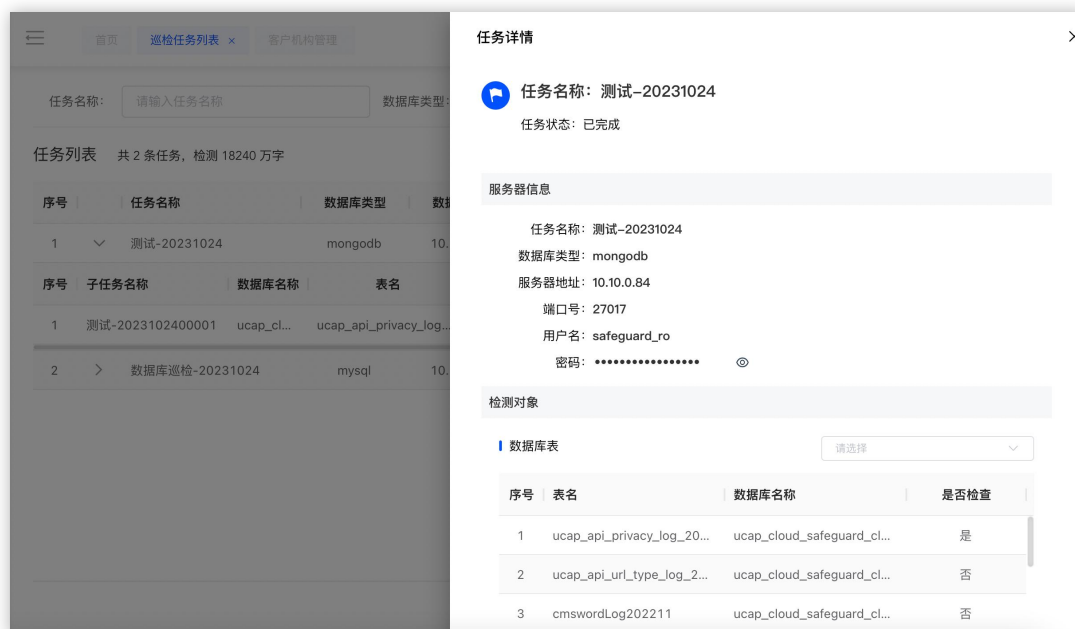 首页 巡检任务列表 × 客户机构管理
任务名称： 请输入任务名称 数据库类型：
任务列表 共 2 条任务，检测 18240 万字
序号 任务名称 数据库类型 数据
1 测试-20231024 mongodb 10.
序号 子任务名称 数据库名称 表名
1 测试-2023102400001 ucap_cl... ucap_api_privacy_log...
2 数据库巡检-20231024 mysql 10.
任务详情
任务名称：测试-20231024
任务状态：已完成
服务器信息
任务名称：测试-20231024
数据库类型：mongodb
服务器地址：10.10.0.84
端口号：27017
用户名：safeguard_ro
密码：•••••••••••••••••
检测对象
数据库表 请选择
序号 表名 数据库名称 是否检查
1 ucap_api_privacy_log_20... ucap_cloud_safeguard_cl... 是
2 ucap_api_url_type_log_2... ucap_cloud_safeguard_cl... 否
3 cmswordLog202211 ucap_cloud_safeguard_cl... 否